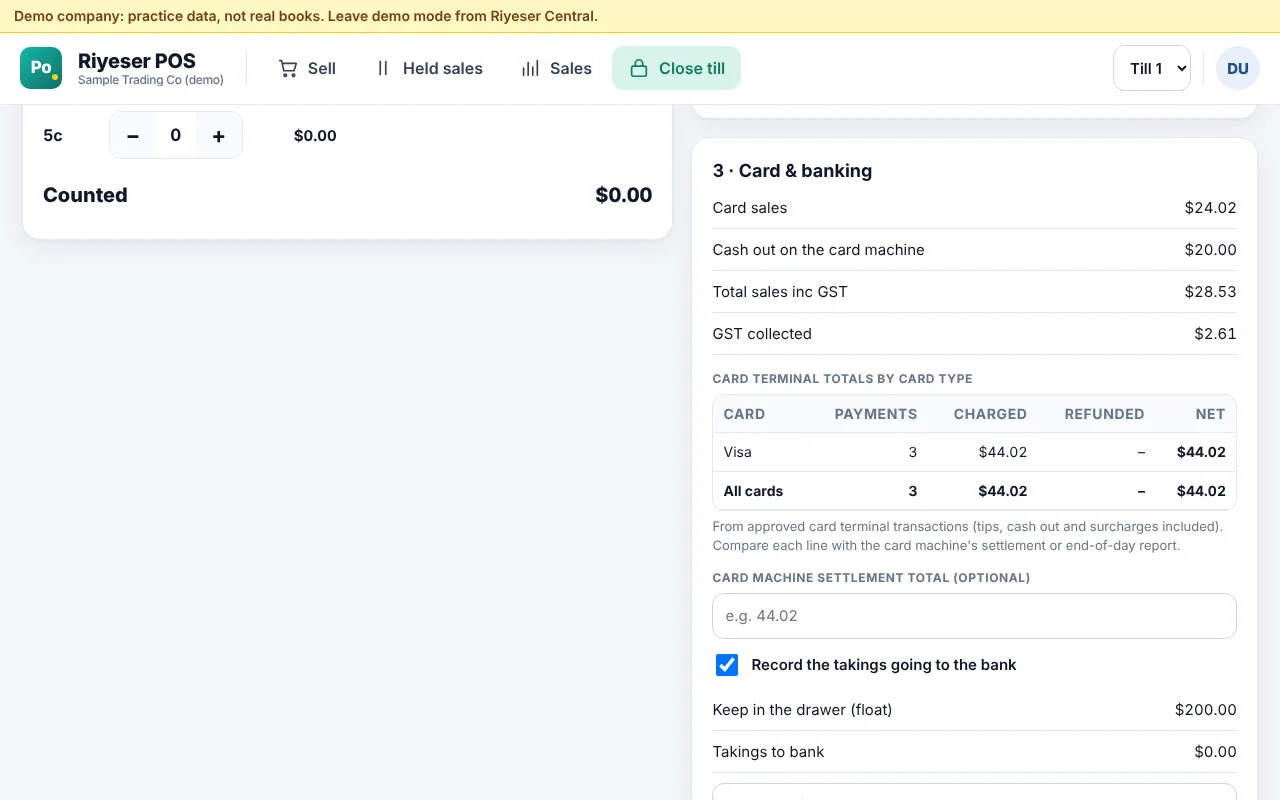 Demo company: practice data, not real books. Leave demo mode from Riyeser Central.
Po
Riyeser POS
Sample Trading Co (demo)
Sell
Held sales
Sales
Close till
Till 1
DU
5c
−
0
+
$0.00
Counted $0.00
3 · Card & banking
Card sales $24.02
Cash out on the card machine $20.00
Total sales inc GST $28.53
GST collected $2.61
CARD TERMINAL TOTALS BY CARD TYPE
CARD PAYMENTS CHARGED REFUNDED NET
Visa 3 $44.02 – $44.02
All cards 3 $44.02 – $44.02
From approved card terminal transactions (tips, cash out and surcharges included).
Compare each line with the card machine's settlement or end-of-day report.
CARD MACHINE SETTLEMENT TOTAL (OPTIONAL)
e.g. 44.02
Record the takings going to the bank
Keep in the drawer (float) $200.00
Takings to bank $0.00